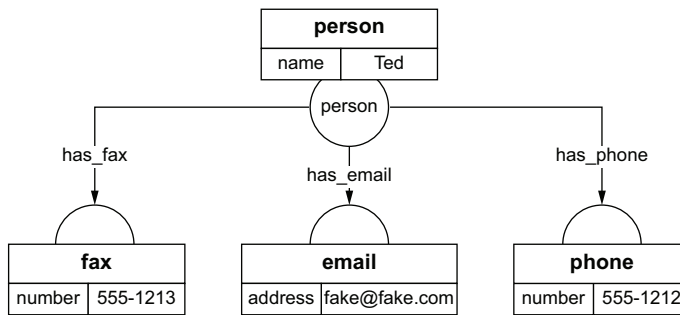 person
name Ted
person
has_fax
has_email
has_phone
fax
number 555-1213
email
address fake@fake.com
phone
number 555-1212